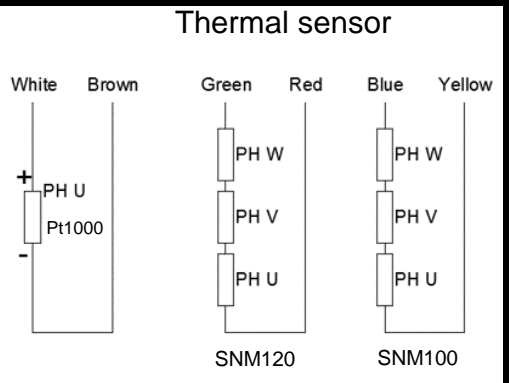 Thermal sensor
White Brown Green Red Blue Yellow
PH W PH W
+
PH U
Pt1000
PH V PH V
-
PH U PH U
SNM120 SNM100